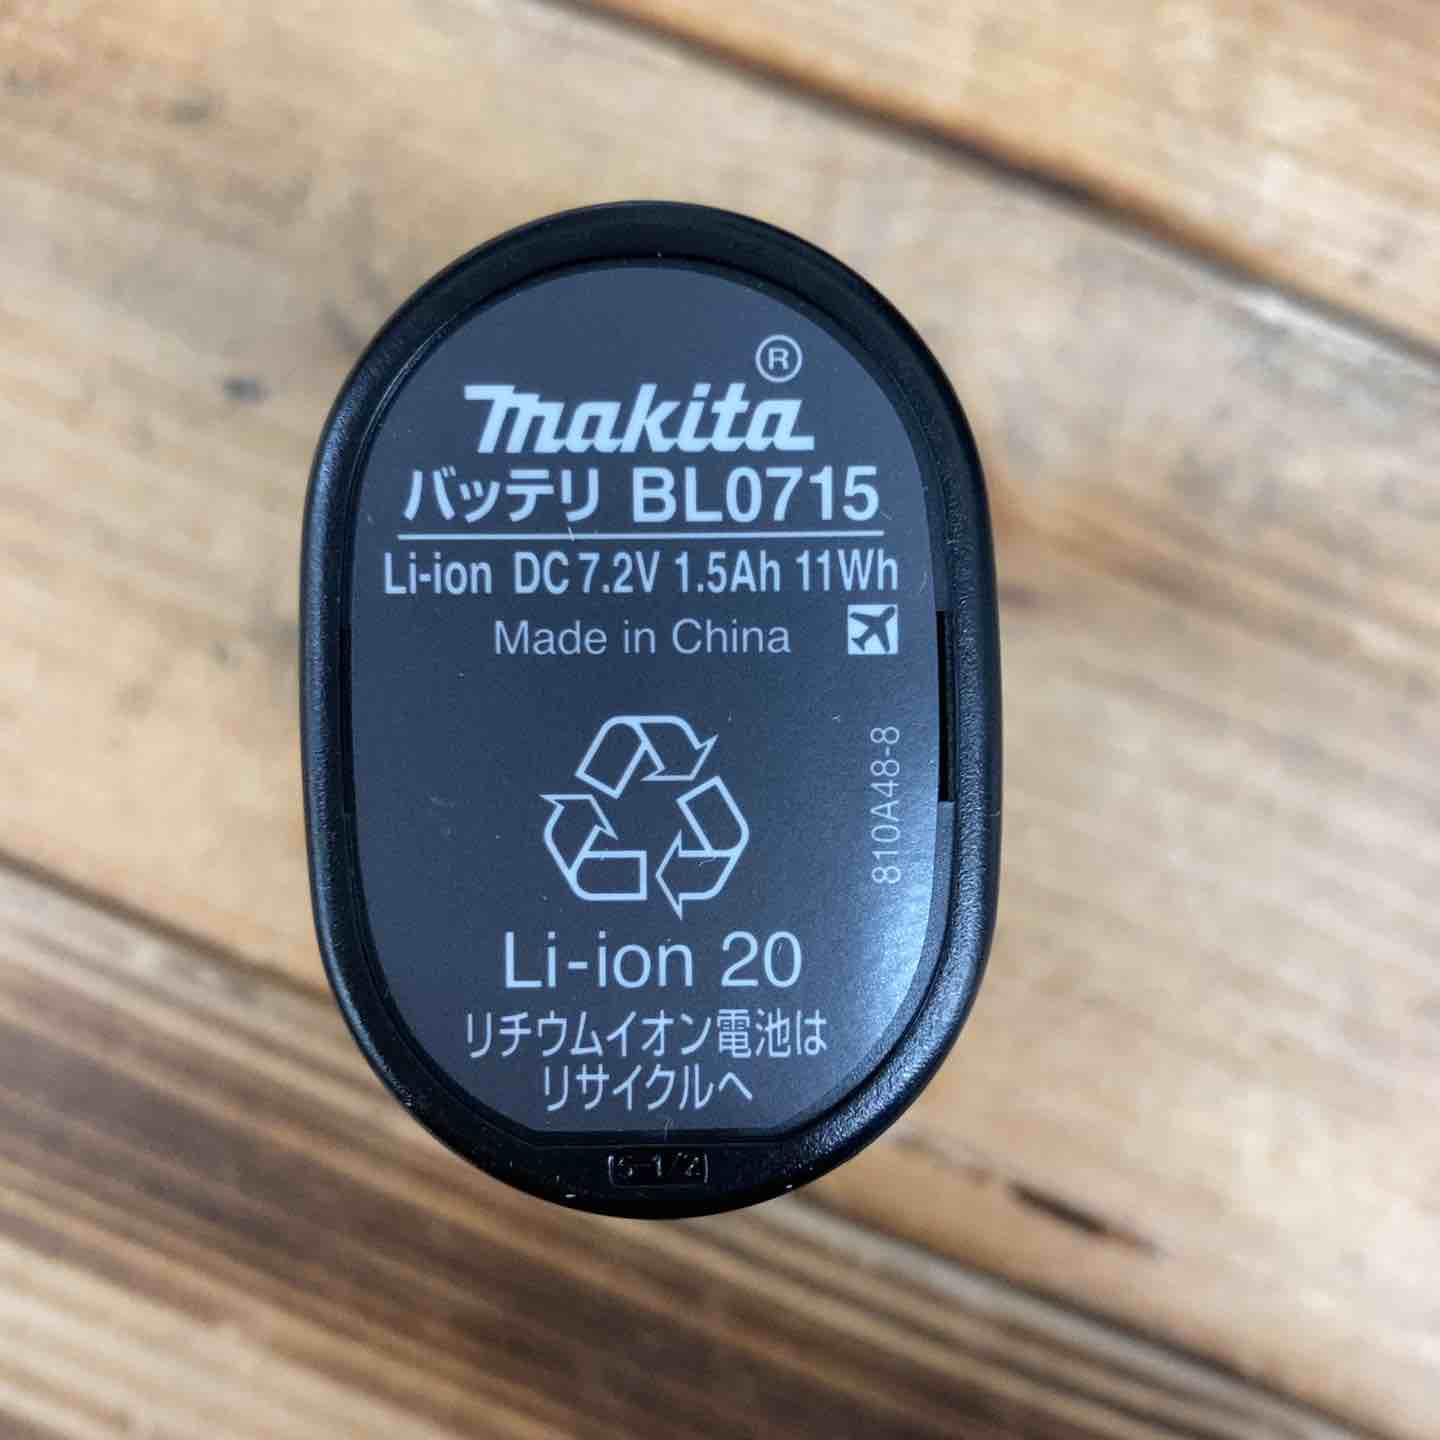 makita®
バッテリ BL0715
Li-ion DC 7.2V 1.5Ah 11Wh
Made in China
810A48-8
Li-ion 20
リチウムイオン電池は
リサイクルへ